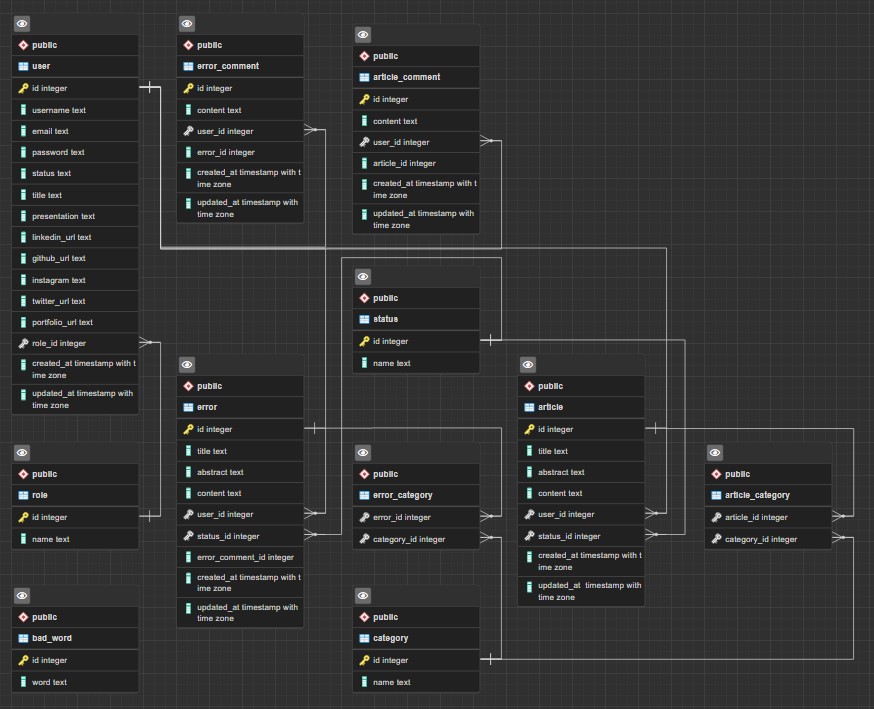 public
user
id integer
username text
email text
password text
status text
title text
presentation text
linkedin_url text
github_url text
instagram text
twitter_url text
portfolio_url text
role_id integer
created_at timestamp with t
ime zone
updated_at timestamp with
time zone
public
error_comment
id integer
content text
user_id integer
error_id integer
created_at timestamp with t
ime zone
updated_at timestamp with
time zone
public
article_comment
id integer
content text
user_id integer
article_id integer
created_at timestamp with t
ime zone
updated_at timestamp with
time zone
public
status
id integer
name text
public
error
id integer
title text
abstract text
content text
user_id integer
status_id integer
error_comment_id integer
created_at timestamp with t
ime zone
updated_at timestamp with
time zone
public
article
id integer
title text
abstract text
content text
user_id integer
status_id integer
created_at timestamp with t
ime zone
updated_at  timestamp with
time zone
public
role
id integer
name text
public
error_category
error_id integer
category_id integer
public
article_category
article_id integer
category_id integer
public
bad_word
id integer
word text
public
category
id integer
name text